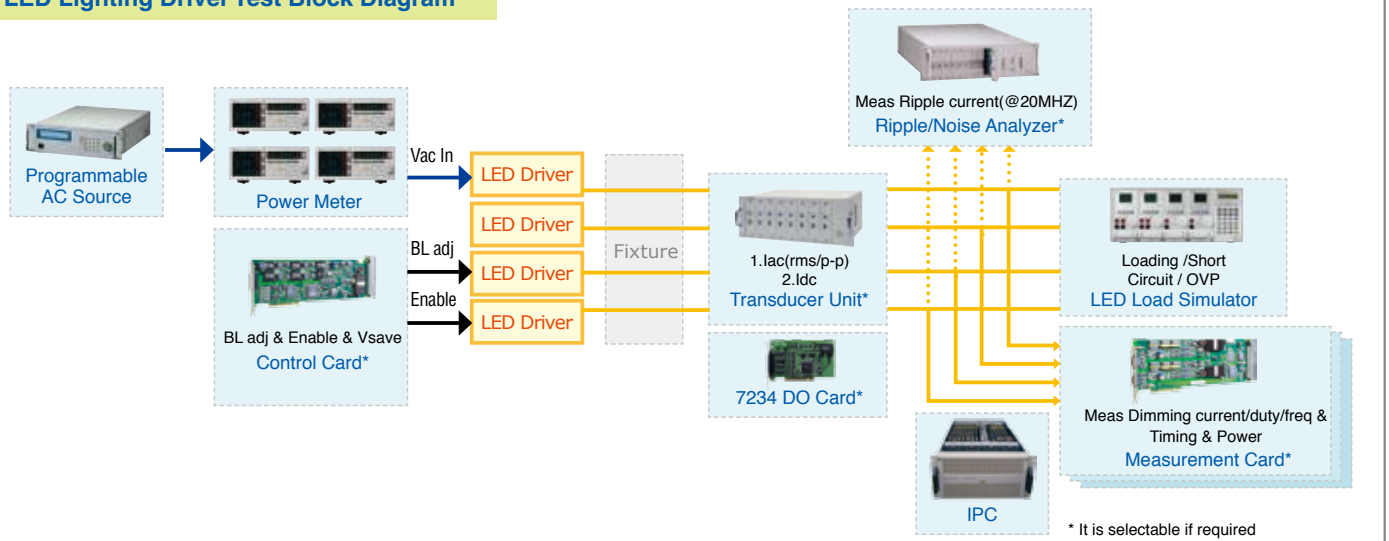 LED Lighting Driver Test Block Diagram
Meas Ripple current(@20MHZ)
Ripple/Noise Analyzer*
Programmable
AC Source
Power Meter
Vac In
BL adj
Enable
BL adj & Enable & Vsave
Control Card*
LED Driver
LED Driver
LED Driver
LED Driver
Fixture
1.Iac(rms/p-p)
2.Idc
Transducer Unit*
7234 DO Card*
Loading /Short
Circuit / OVP
LED Load Simulator
Meas Dimming current/duty/freq &
Timing & Power
Measurement Card*
IPC
* It is selectable if required